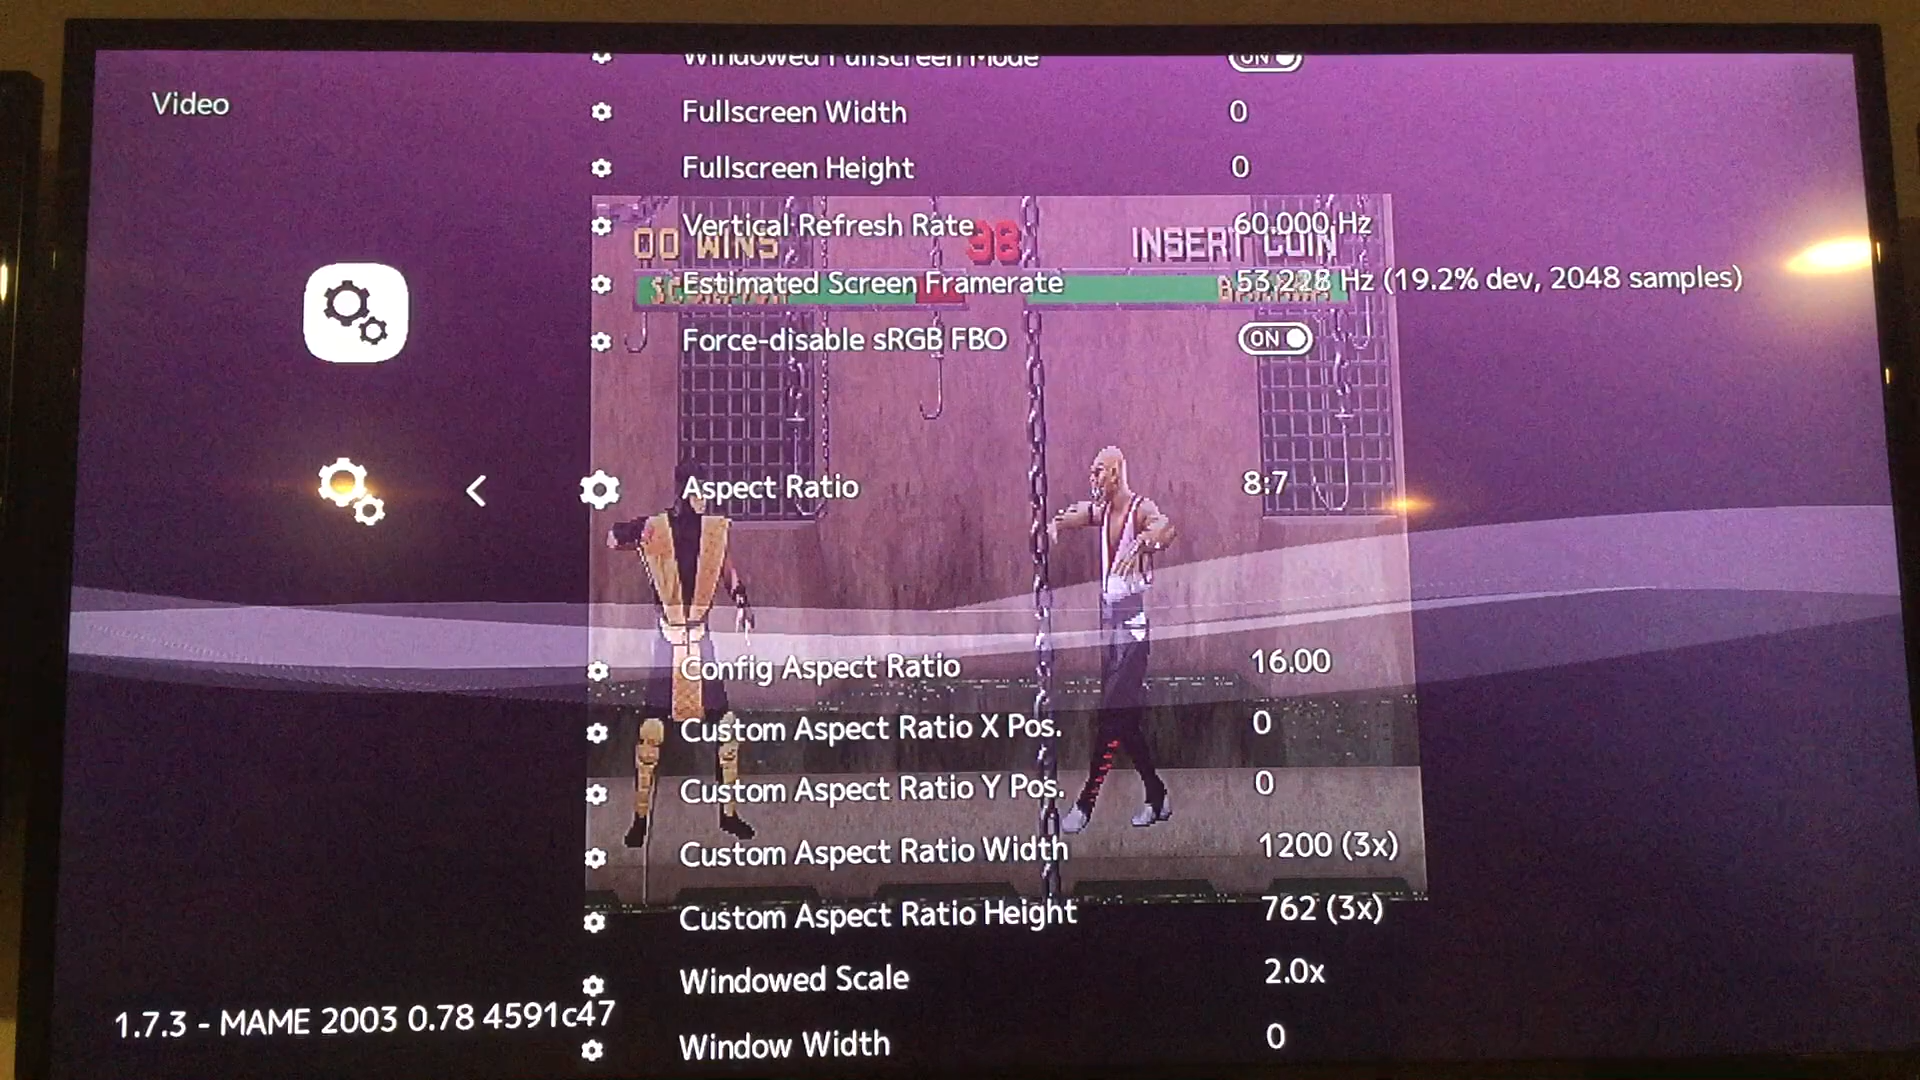 Windowed Fullscreen Mode ON
Video
Fullscreen Width 0
Fullscreen Height 0
Vertical Refresh Rate 60.000 Hz
00 WINS 98 INSERT COIN
Estimated Screen Framerate 53.228 Hz (19.2% dev, 2048 samples)
Force-disable sRGB FBO ON
Aspect Ratio 8:7
Config Aspect Ratio 16.00
Custom Aspect Ratio X Pos. 0
Custom Aspect Ratio Y Pos. 0
Custom Aspect Ratio Width 1200 (3x)
Custom Aspect Ratio Height 762 (3x)
Windowed Scale 2.0x
1.7.3 - MAME 2003 0.78 4591c47
Window Width 0